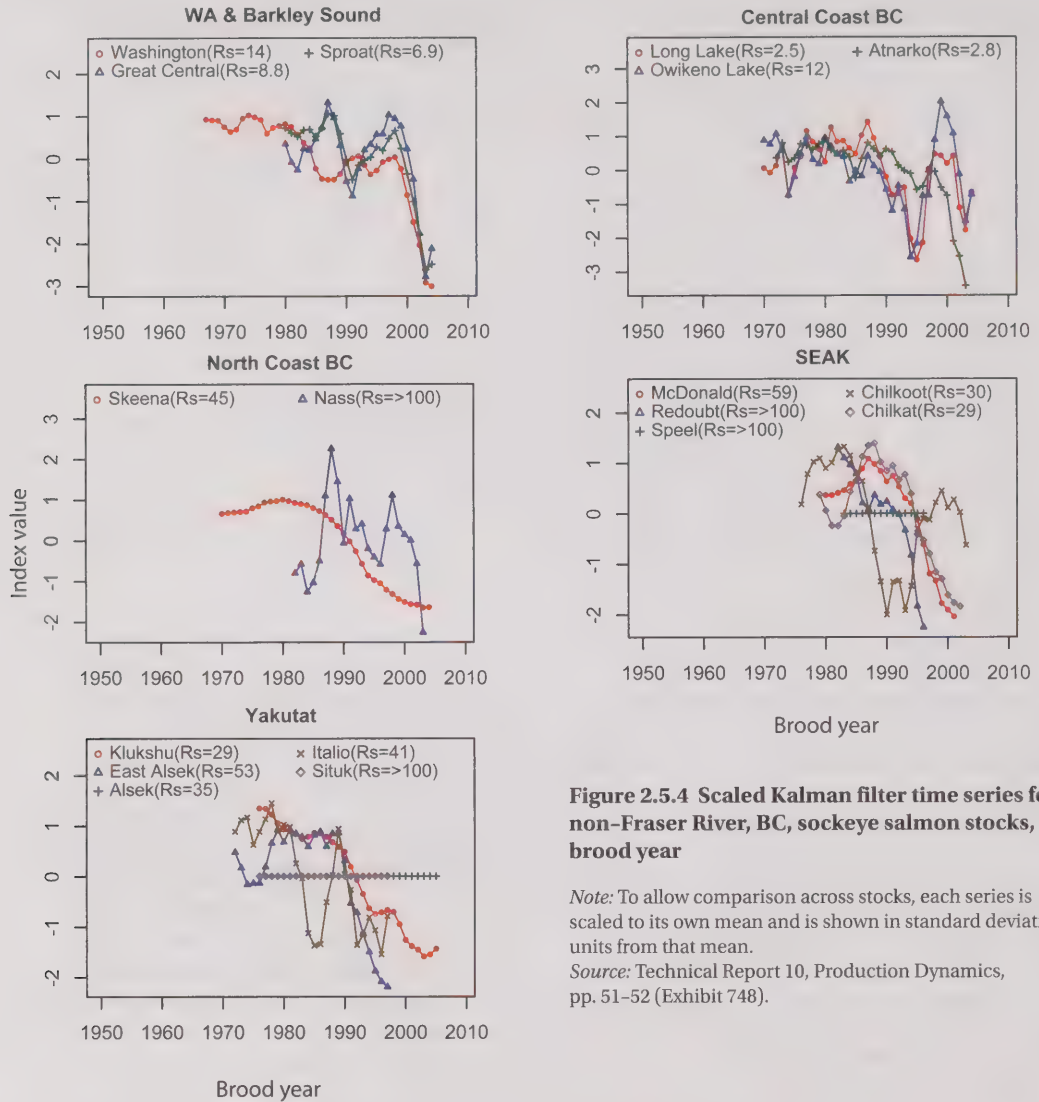 WA & Barkley Sound
Washington(Rs=14) Sproat(Rs=6.9)
Great Central(Rs=8.8)
2
1
0
-1
-2
-3
1950 1960 1970 1980 1990 2000 2010
Central Coast BC
Long Lake(Rs=2.5) Atnarko(Rs=2.8)
Owikeno Lake(Rs=12)
3
2
1
0
-1
-2
-3
1950 1960 1970 1980 1990 2000 2010
North Coast BC
Skeena(Rs=45) Nass(Rs=>100)
3
2
1
0
-1
-2
Index value
1950 1960 1970 1980 1990 2000 2010
SEAK
McDonald(Rs=59) Chilkoot(Rs=30)
Redoubt(Rs=>100) Chilkat(Rs=29)
Speel(Rs=>100)
2
1
0
-1
-2
1950 1960 1970 1980 1990 2000 2010
Brood year
Yakutat
Klukshu(Rs=29) Italio(Rs=41)
East Alsek(Rs=53) Situk(Rs=>100)
Alsek(Rs=35)
2
1
0
-1
-2
1950 1960 1970 1980 1990 2000 2010
Brood year
Figure 2.5.4 Scaled Kalman filter time series fo
non–Fraser River, BC, sockeye salmon stocks,
brood year
Note: To allow comparison across stocks, each series is
scaled to its own mean and is shown in standard deviati
units from that mean.
Source: Technical Report 10, Production Dynamics,
pp. 51–52 (Exhibit 748).